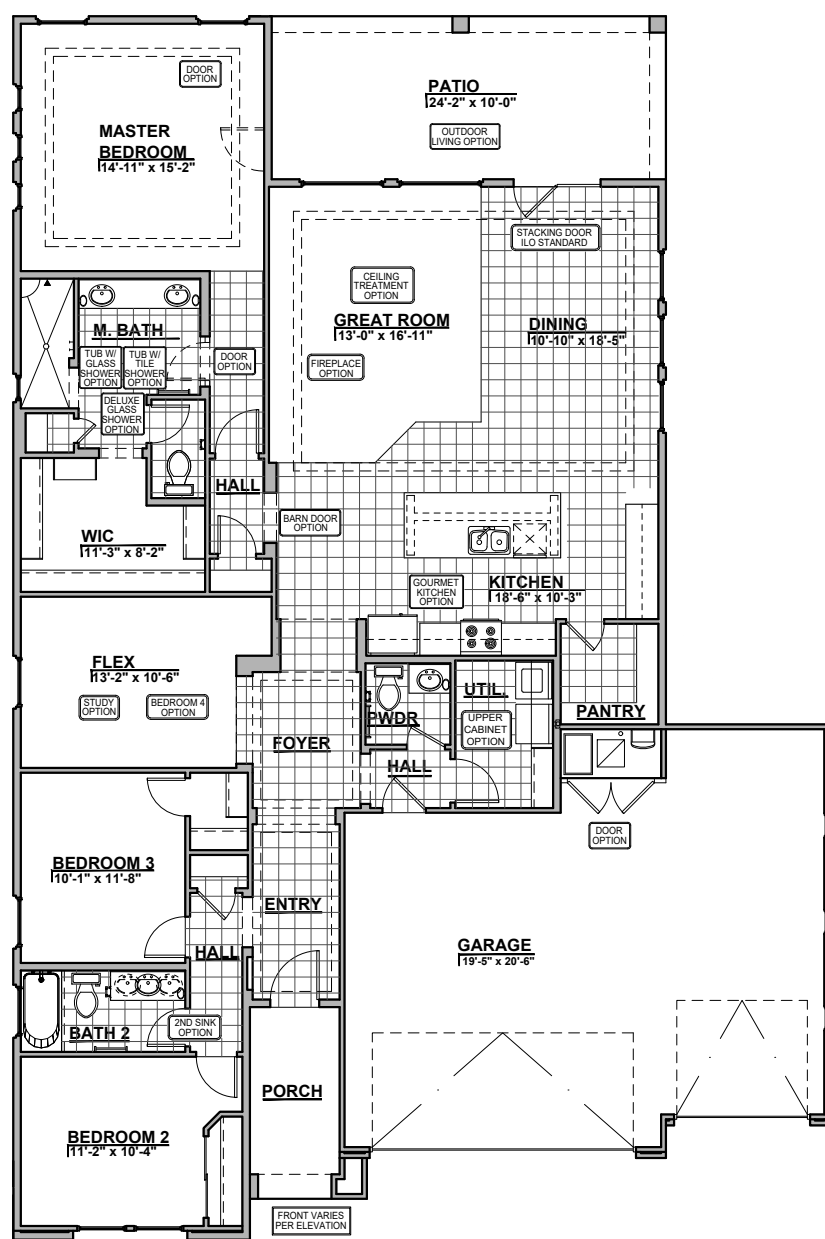 DOOR
OPTION
PATIO
24'-2" x 10'-0"
OUTDOOR
LIVING OPTION
MASTER
BEDROOM
14'-11" x 15'-2"
STACKING DOOR
ILO STANDARD
CEILING
TREATMENT
OPTION
GREAT ROOM
13'-0" x 16'-11"
DINING
10'-10" x 18'-5"
FIREPLACE
OPTION
M. BATH
TUB W/
GLASS
SHOWER
OPTION
TUB W/
TILE
SHOWER
OPTION
DOOR
OPTION
DELUXE
GLASS
SHOWER
OPTION
HALL
WIC
11'-3" x 8'-2"
BARN DOOR
OPTION
KITCHEN
18'-6" x 10'-3"
GOURMET
KITCHEN
OPTION
FLEX
13'-2" x 10'-6"
STUDY
OPTION
BEDROOM 4
OPTION
PWDR
UTIL.
UPPER
CABINET
OPTION
PANTRY
FOYER
HALL
DOOR
OPTION
BEDROOM 3
10'-1" x 11'-8"
ENTRY
HALL
GARAGE
19'-5" x 20'-6"
BATH 2
2ND SINK
OPTION
PORCH
BEDROOM 2
11'-2" x 10'-4"
FRONT VARIES
PER ELEVATION